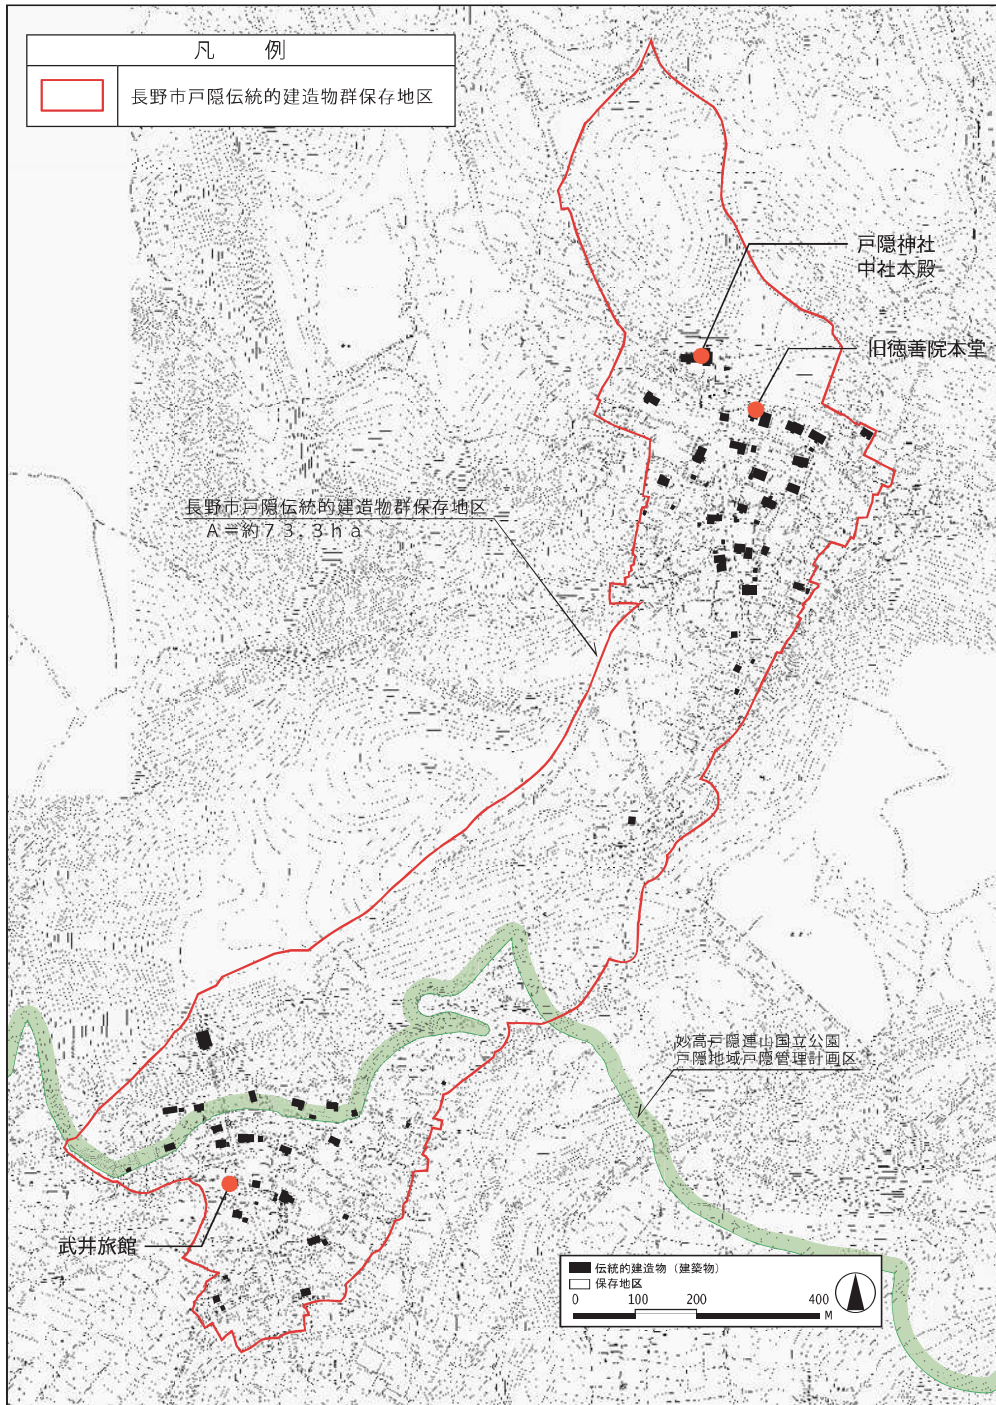 凡　例
長野市戸隠伝統的建造物群保存地区
戸隠神社
中社本殿
旧徳善院本堂
長野市戸隠伝統的建造物群保存地区
A＝約73.3ha
妙高戸隠連山国立公園
戸隠地域戸隠管理計画区
武井旅館
伝統的建造物（建築物）
保存地区
0 100 200 400
M